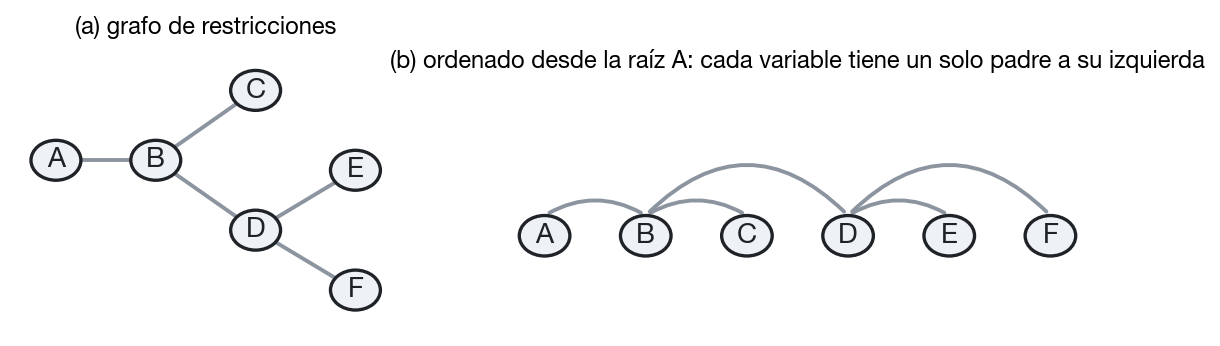 (a) grafo de restricciones
(b) ordenado desde la raíz A: cada variable tiene un solo padre a su izquierda
C
A
B
E
D
F
A
B
C
D
E
F